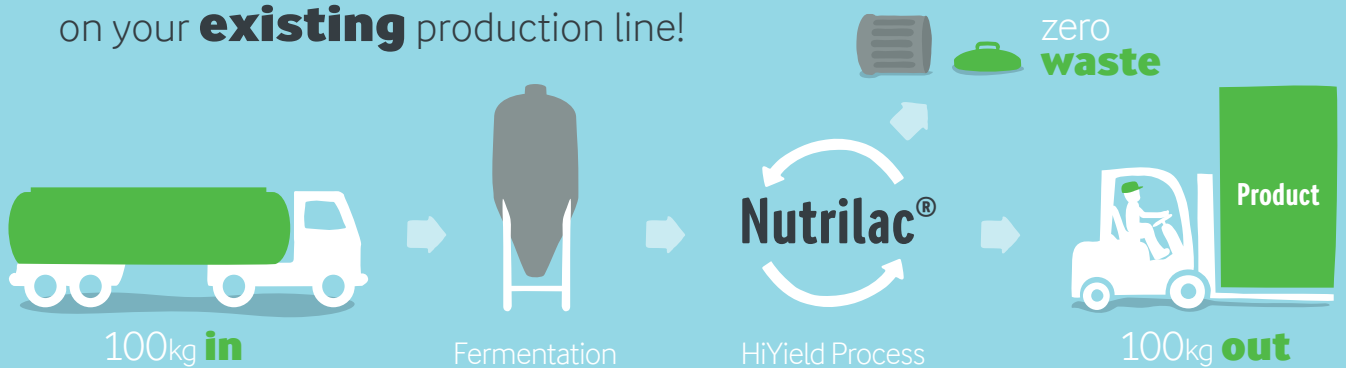 on your existing production line!
zero
waste
Nutrilac®
Product
100kg in
Fermentation
HiYield Process
100kg out